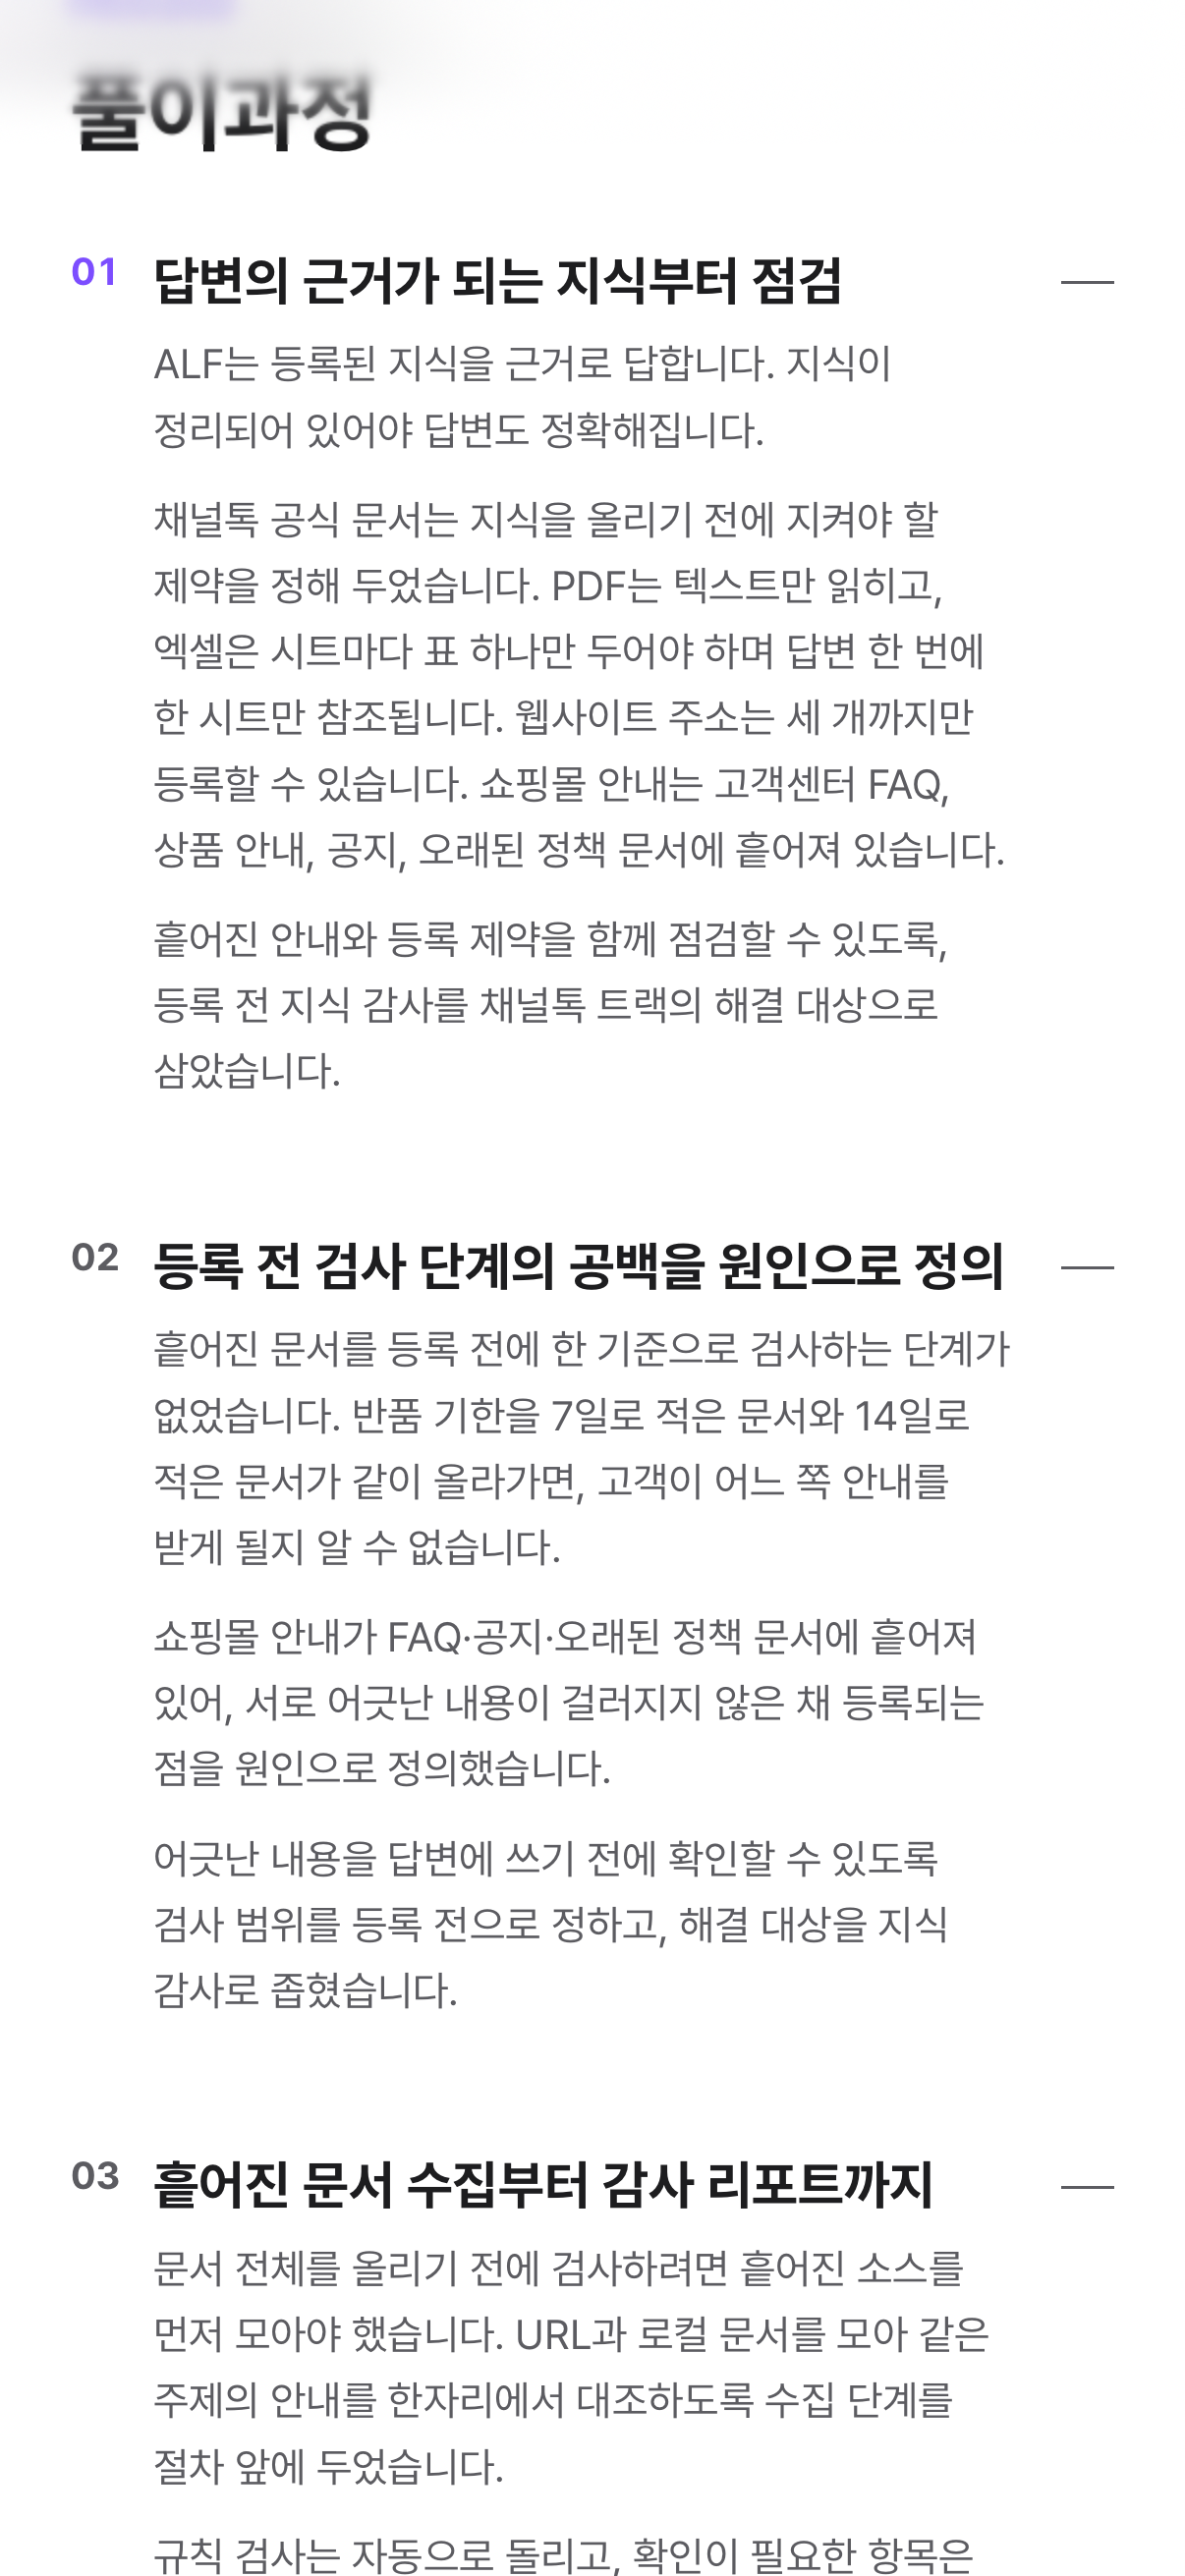 풀이과정
01 답변의 근거가 되는 지식부터 점검
ALF는 등록된 지식을 근거로 답합니다. 지식이
정리되어 있어야 답변도 정확해집니다.
채널톡 공식 문서는 지식을 올리기 전에 지켜야 할
제약을 정해 두었습니다. PDF는 텍스트만 읽히고,
엑셀은 시트마다 표 하나만 두어야 하며 답변 한 번에
한 시트만 참조됩니다. 웹사이트 주소는 세 개까지만
등록할 수 있습니다. 쇼핑몰 안내는 고객센터 FAQ,
상품 안내, 공지, 오래된 정책 문서에 흩어져 있습니다.
흩어진 안내와 등록 제약을 함께 점검할 수 있도록,
등록 전 지식 감사를 채널톡 트랙의 해결 대상으로
삼았습니다.
02 등록 전 검사 단계의 공백을 원인으로 정의
흩어진 문서를 등록 전에 한 기준으로 검사하는 단계가
없었습니다. 반품 기한을 7일로 적은 문서와 14일로
적은 문서가 같이 올라가면, 고객이 어느 쪽 안내를
받게 될지 알 수 없습니다.
쇼핑몰 안내가 FAQ·공지·오래된 정책 문서에 흩어져
있어, 서로 어긋난 내용이 걸러지지 않은 채 등록되는
점을 원인으로 정의했습니다.
어긋난 내용을 답변에 쓰기 전에 확인할 수 있도록
검사 범위를 등록 전으로 정하고, 해결 대상을 지식
감사로 좁혔습니다.
03 흩어진 문서 수집부터 감사 리포트까지
문서 전체를 올리기 전에 검사하려면 흩어진 소스를
먼저 모아야 했습니다. URL과 로컬 문서를 모아 같은
주제의 안내를 한자리에서 대조하도록 수집 단계를
절차 앞에 두었습니다.
규칙 검사는 자동으로 돌리고, 확인이 필요한 항목은